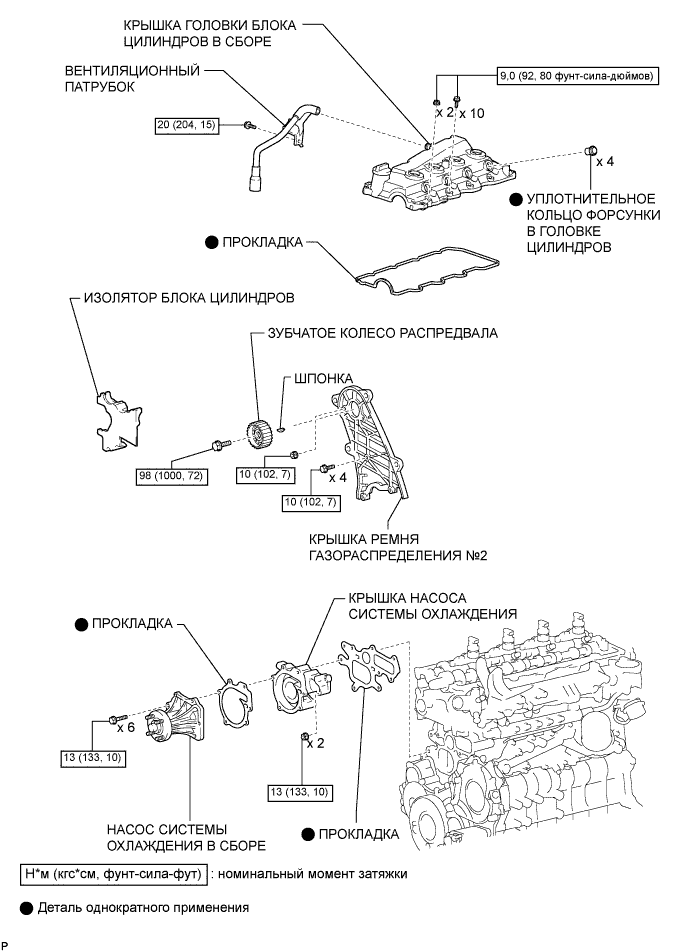 КРЫШКА ГОЛОВКИ БЛОКА
ЦИЛИНДРОВ В СБОРЕ
ВЕНТИЛЯЦИОННЫЙ
ПАТРУБОК
9,0 (92, 80 фунт-сила-дюймов)
x 2
x 10
20 (204, 15)
x 4
УПЛОТНИТЕЛЬНОЕ
КОЛЬЦО ФОРСУНКИ
В ГОЛОВКЕ
ЦИЛИНДРОВ
ПРОКЛАДКА
ИЗОЛЯТОР БЛОКА ЦИЛИНДРОВ
ЗУБЧАТОЕ КОЛЕСО РАСПРЕДВАЛА
ШПОНКА
98 (1000, 72)
10 (102, 7)
x 4
10 (102, 7)
КРЫШКА РЕМНЯ
ГАЗОРАСПРЕДЕЛЕНИЯ №2
КРЫШКА НАСОСА
СИСТЕМЫ ОХЛАЖДЕНИЯ
ПРОКЛАДКА
x 6
13 (133, 10)
x 2
13 (133, 10)
НАСОС СИСТЕМЫ
ОХЛАЖДЕНИЯ В СБОРЕ
ПРОКЛАДКА
Н*м (кгс*см, фунт-сила-фут) : номинальный момент затяжки
Деталь однократного применения
P